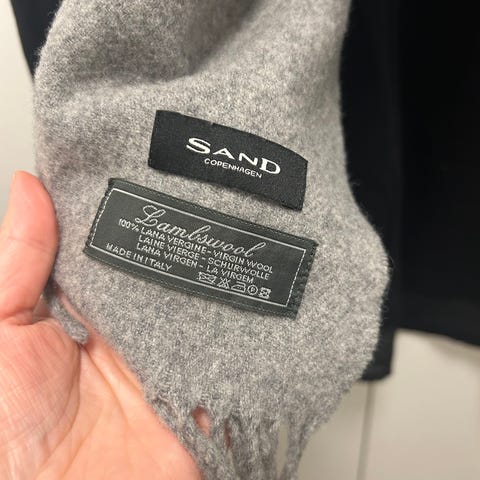 SAND
COPENHAGEN
Lambswool
100% LANA VERGINE - VIRGIN WOOL
LAINE VIERGE - SCHURWOLLE
LANA VIRGEN - LA VIRGEM
MADE IN ITALY